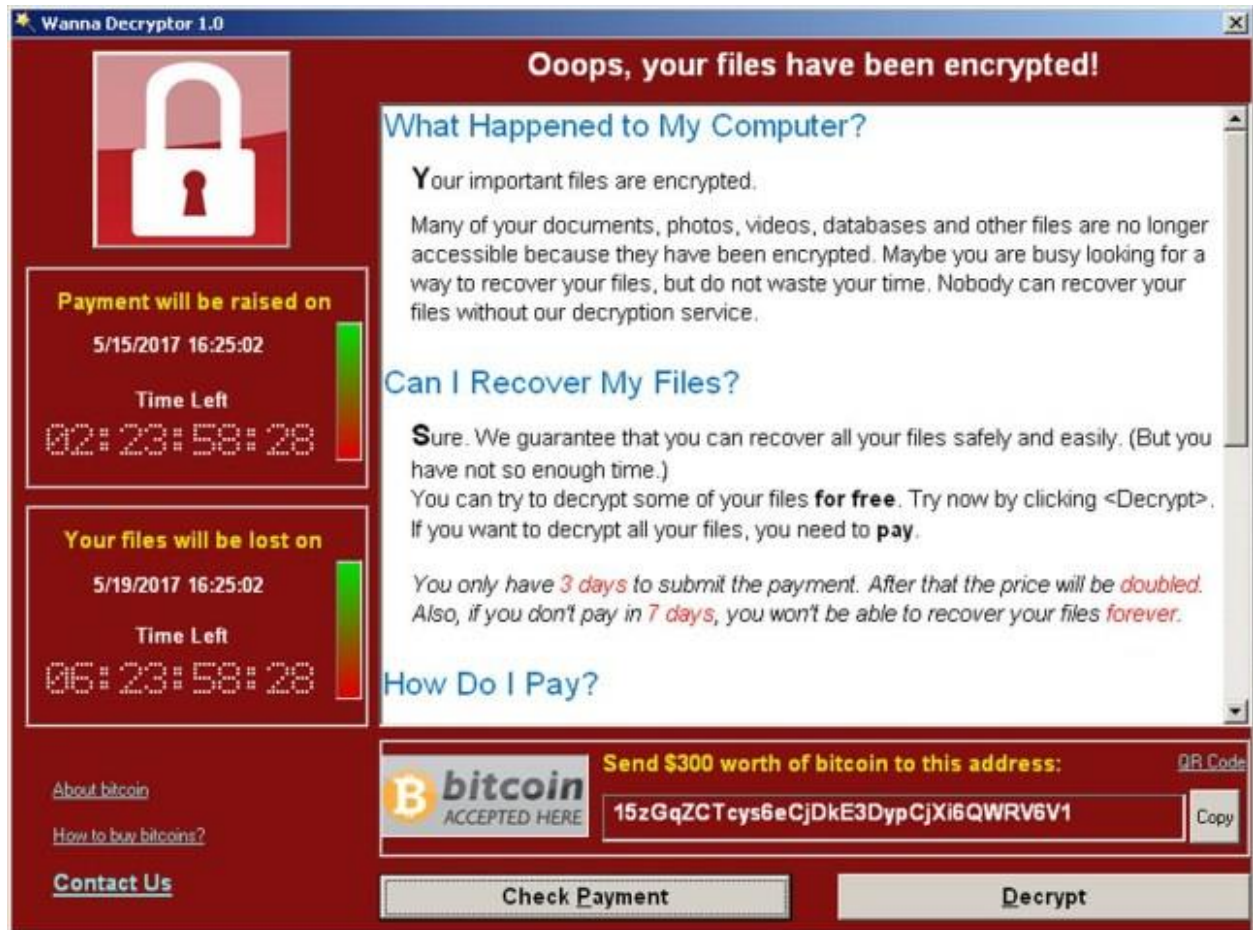 Wanna Decryptor 1.0
Ooops, your files have been encrypted!
Payment will be raised on
5/15/2017 16:25:02
Time Left
02:23:58:28
Your files will be lost on
5/19/2017 16:25:02
Time Left
06:23:58:28
About bitcoin
How to buy bitcoins?
Contact Us
What Happened to My Computer?
Your important files are encrypted.
Many of your documents, photos, videos, databases and other files are no longer
accessible because they have been encrypted. Maybe you are busy looking for a
way to recover your files, but do not waste your time. Nobody can recover your
files without our decryption service.
Can I Recover My Files?
Sure. We guarantee that you can recover all your files safely and easily. (But you
have not so enough time.)
You can try to decrypt some of your files for free. Try now by clicking <Decrypt>.
If you want to decrypt all your files, you need to pay.
You only have 3 days to submit the payment. After that the price will be doubled.
Also, if you don't pay in 7 days, you won't be able to recover your files forever.
How Do I Pay?
bitcoin
ACCEPTED HERE
Send $300 worth of bitcoin to this address:
QR Code
15zGqZCTcys6eCjDkE3DypCjXi6QWRV6V1
Copy
Check Payment
Decrypt